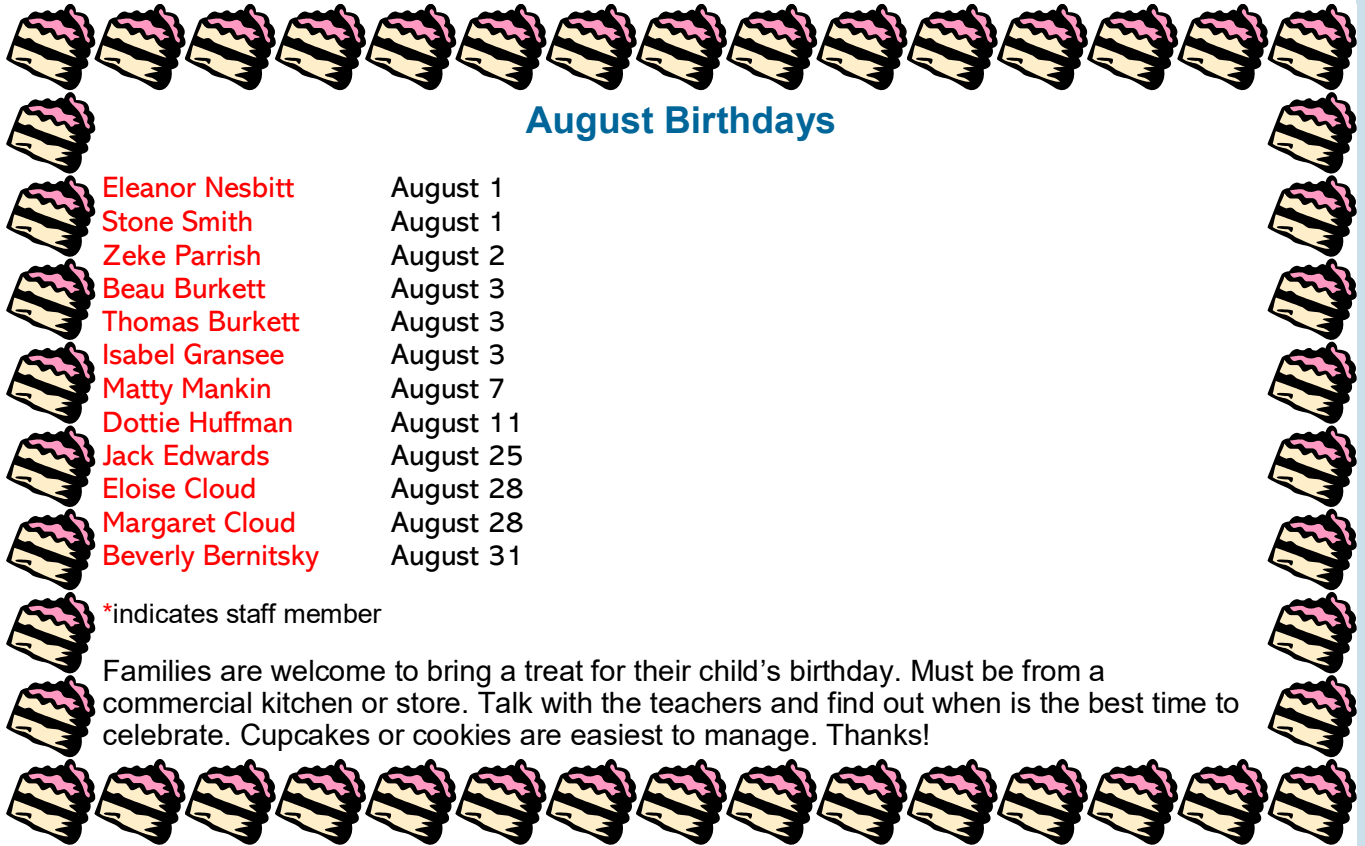 August Birthdays
Eleanor Nesbitt August 1
Stone Smith August 1
Zeke Parrish August 2
Beau Burkett August 3
Thomas Burkett August 3
Isabel Gransee August 3
Matty Mankin August 7
Dottie Huffman August 11
Jack Edwards August 25
Eloise Cloud August 28
Margaret Cloud August 28
Beverly Bernitsky August 31
*indicates staff member
Families are welcome to bring a treat for their child’s birthday. Must be from a
commercial kitchen or store. Talk with the teachers and find out when is the best time to
celebrate. Cupcakes or cookies are easiest to manage. Thanks!